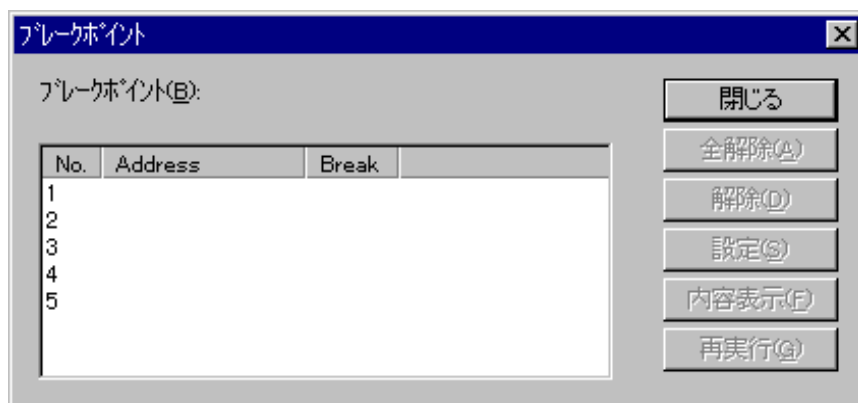 ﾌﾞﾚｰｸﾎﾟｲﾝﾄ
ﾌﾞﾚｰｸﾎﾟｲﾝﾄ(B):
No. Address Break
1
2
3
4
5
閉じる
全解除(A)
解除(D)
設定(S)
内容表示(F)
再実行(G)